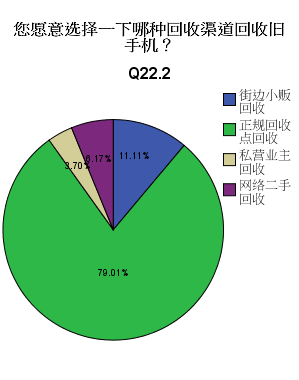 您愿意选择一下哪种回收渠道回收旧
手机？
Q22.2
街边小贩
回收
正规回收
点回收
私营业主
回收
网络二手
回收
11.11%
6.17%
3.70%
79.01%